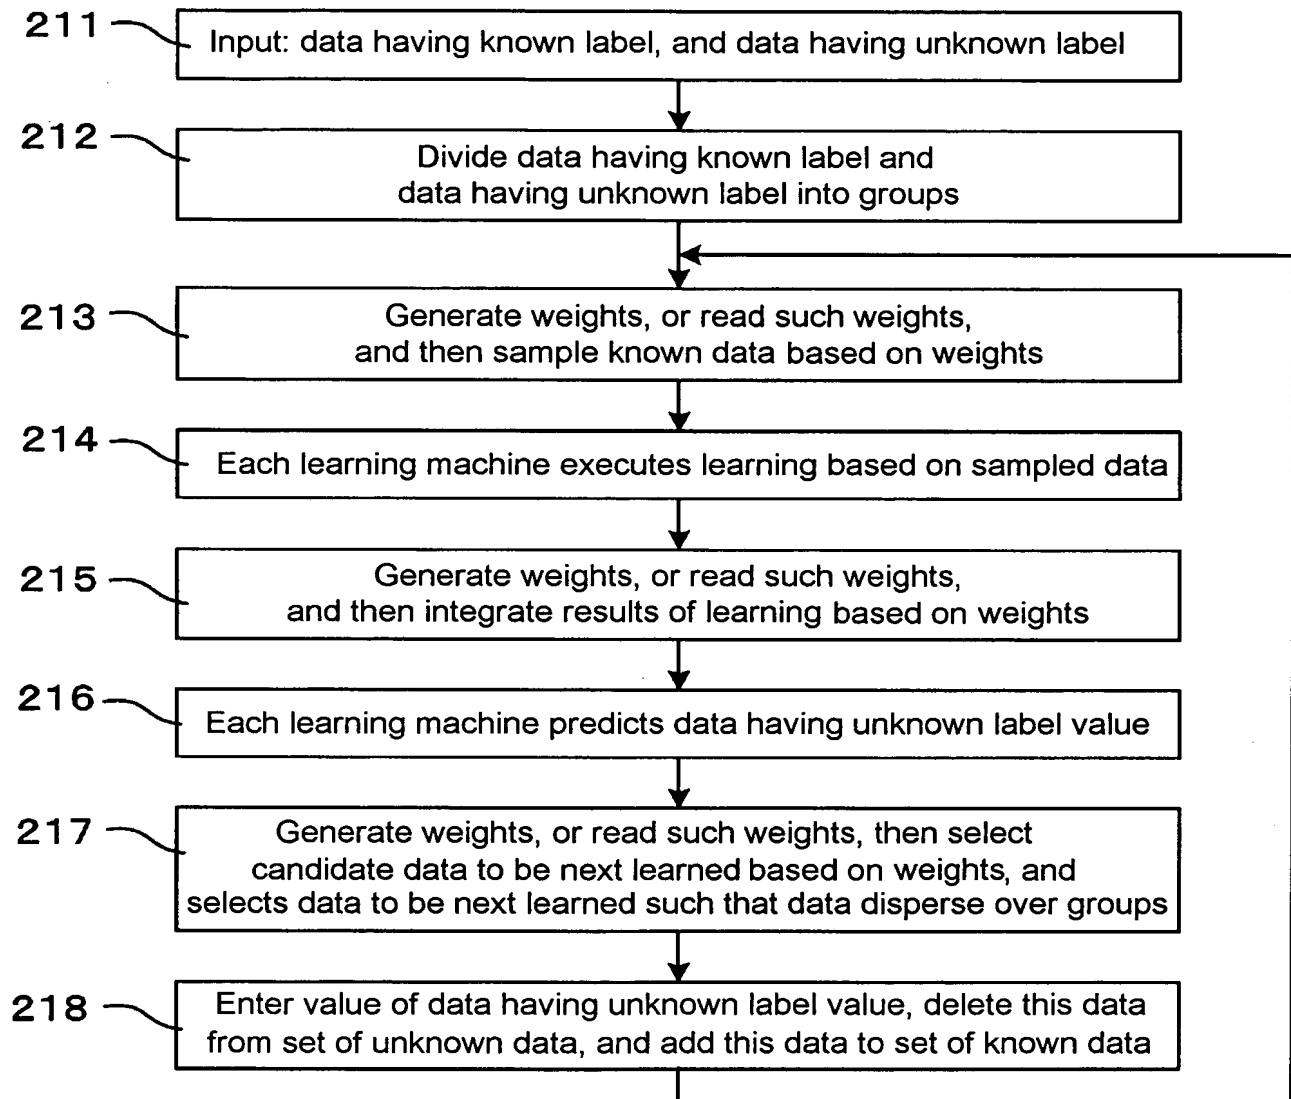 211
Input: data having known label, and data having unknown label
212
Divide data having known label and
data having unknown label into groups
213
Generate weights, or read such weights,
and then sample known data based on weights
214
Each learning machine executes learning based on sampled data
215
Generate weights, or read such weights,
and then integrate results of learning based on weights
216
Each learning machine predicts data having unknown label value
217
Generate weights, or read such weights, then select
candidate data to be next learned based on weights, and
selects data to be next learned such that data disperse over groups
218
Enter value of data having unknown label value, delete this data
from set of unknown data, and add this data to set of known data